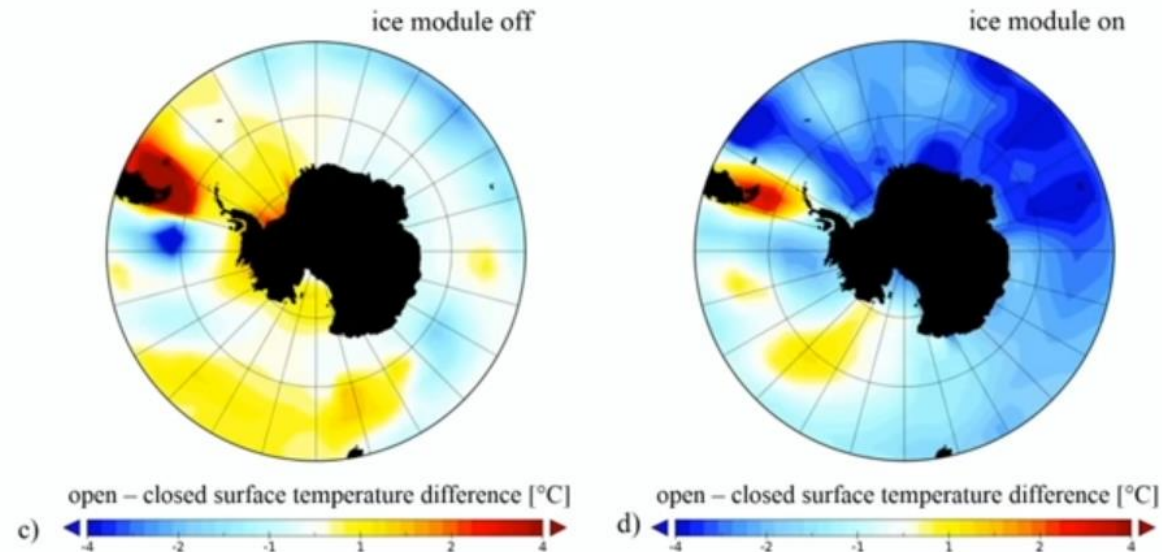 ice module off
ice module on
open – closed surface temperature difference [°C]
c)
-4 -2 -1 1 2 4
open – closed surface temperature difference [°C]
d)
-4 -2 -1 1 2 4